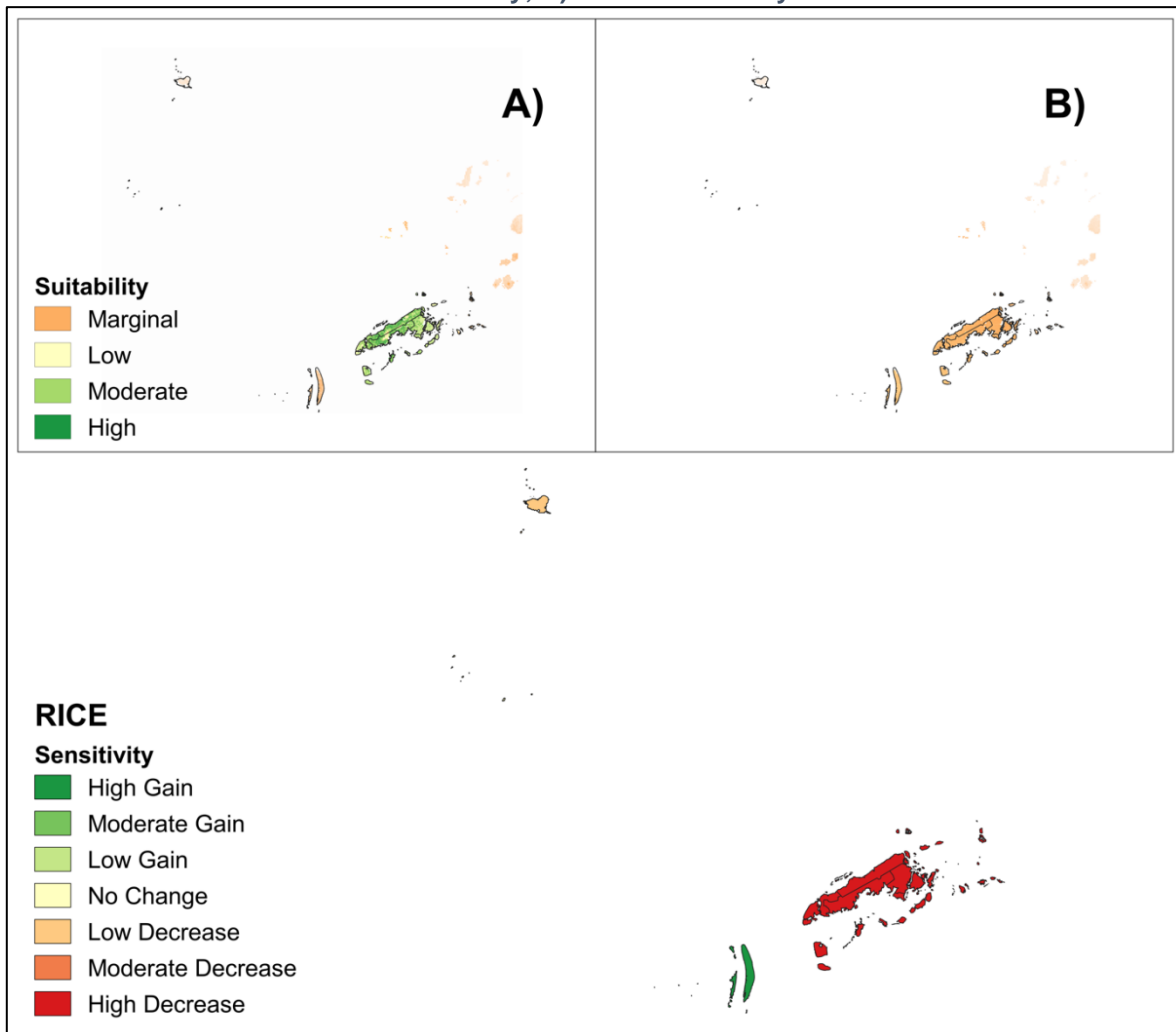 A)
B)
Suitability
Marginal
Low
Moderate
High
RICE
Sensitivity
High Gain
Moderate Gain
Low Gain
No Change
Low Decrease
Moderate Decrease
High Decrease